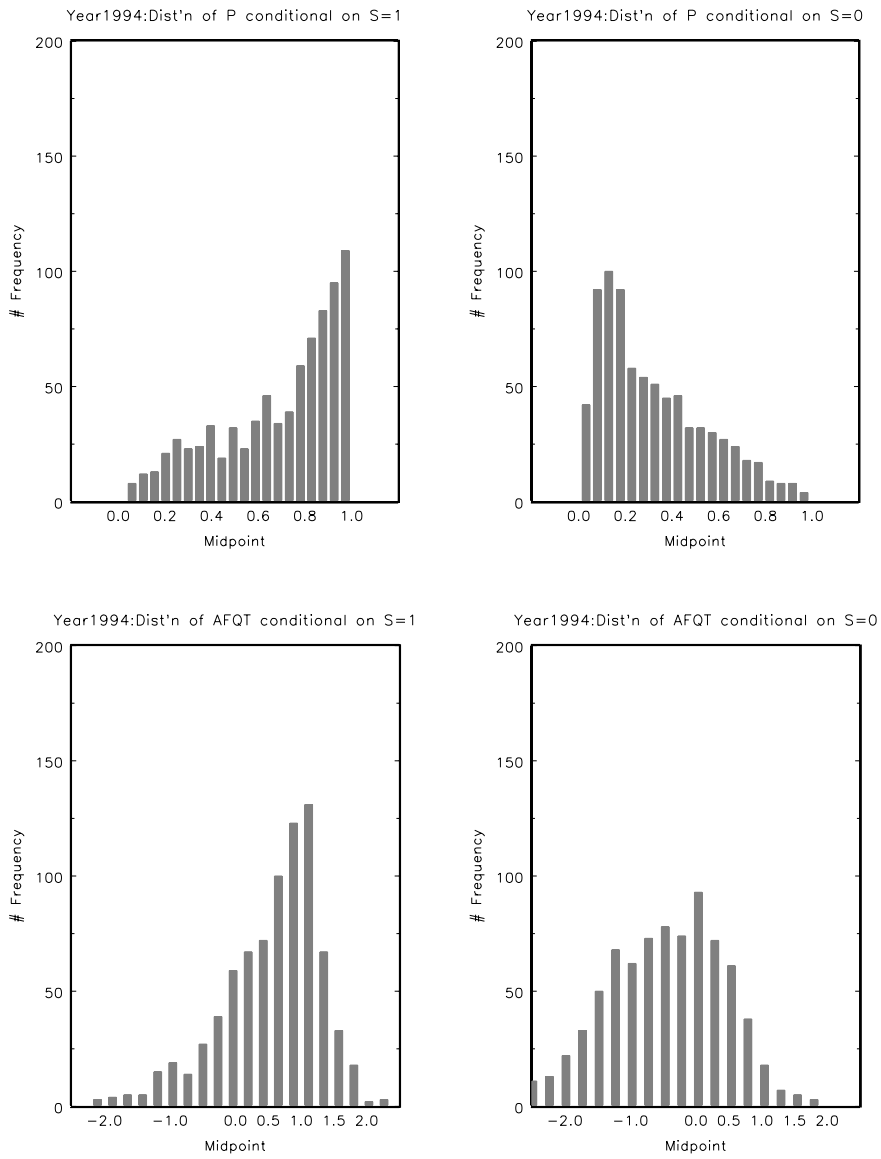 Year1994:Dist'n of P conditional on S=1
200
150
100
50
0
# Frequency
0.0 0.2 0.4 0.6 0.8 1.0
Midpoint
Year1994:Dist'n of P conditional on S=0
200
150
100
50
0
# Frequency
0.0 0.2 0.4 0.6 0.8 1.0
Midpoint
Year1994:Dist'n of AFQT conditional on S=1
200
150
100
50
0
# Frequency
−2.0 −1.0 0.0 0.5 1.0 1.5 2.0
Midpoint
Year1994:Dist'n of AFQT conditional on S=0
200
150
100
50
0
# Frequency
−2.0 −1.0 0.0 0.5 1.0 1.5 2.0
Midpoint